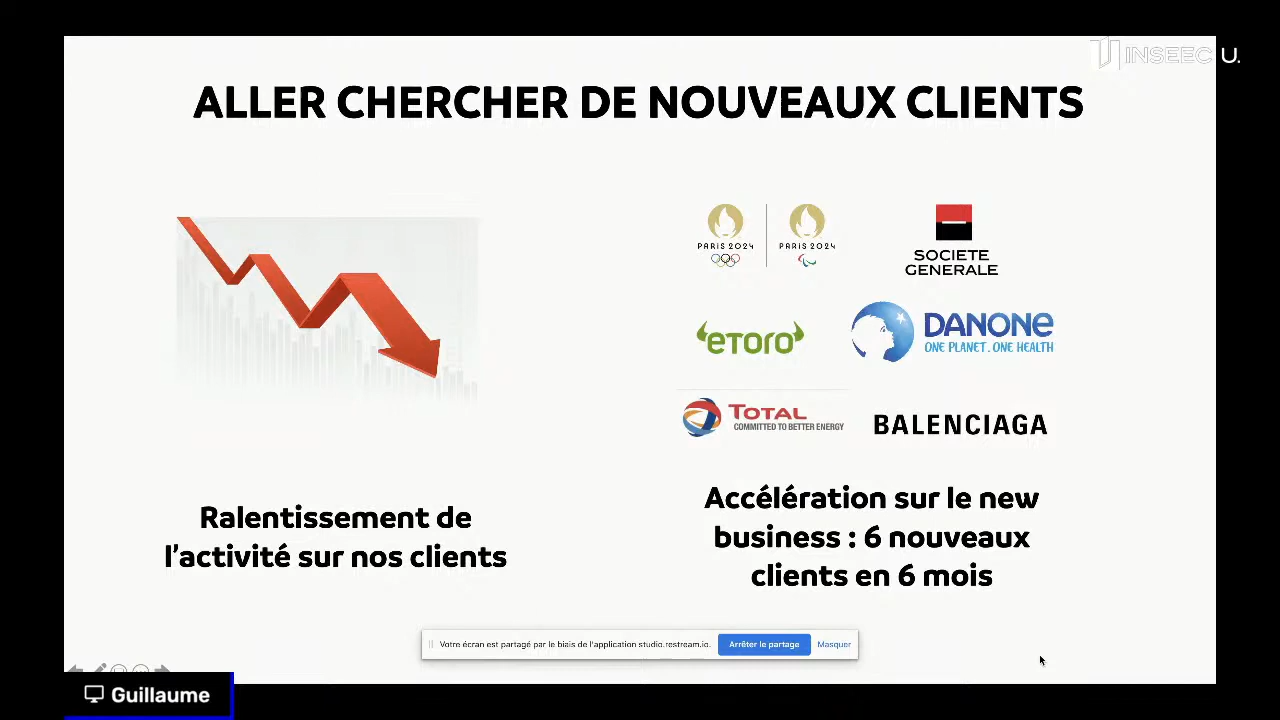 INSEEC U.
ALLER CHERCHER DE NOUVEAUX CLIENTS
PARIS 2024
PARIS 2024
SOCIETE
GENERALE
eTORO
DANONE
ONE PLANET. ONE HEALTH
TOTAL
COMMITTED TO BETTER ENERGY
BALENCIAGA
Ralentissement de
l'activité sur nos clients
Accélération sur le new
business : 6 nouveaux
clients en 6 mois
Votre écran est partagé par le biais de l'application studio.restream.io.
Arrêter le partage
Masquer
Guillaume